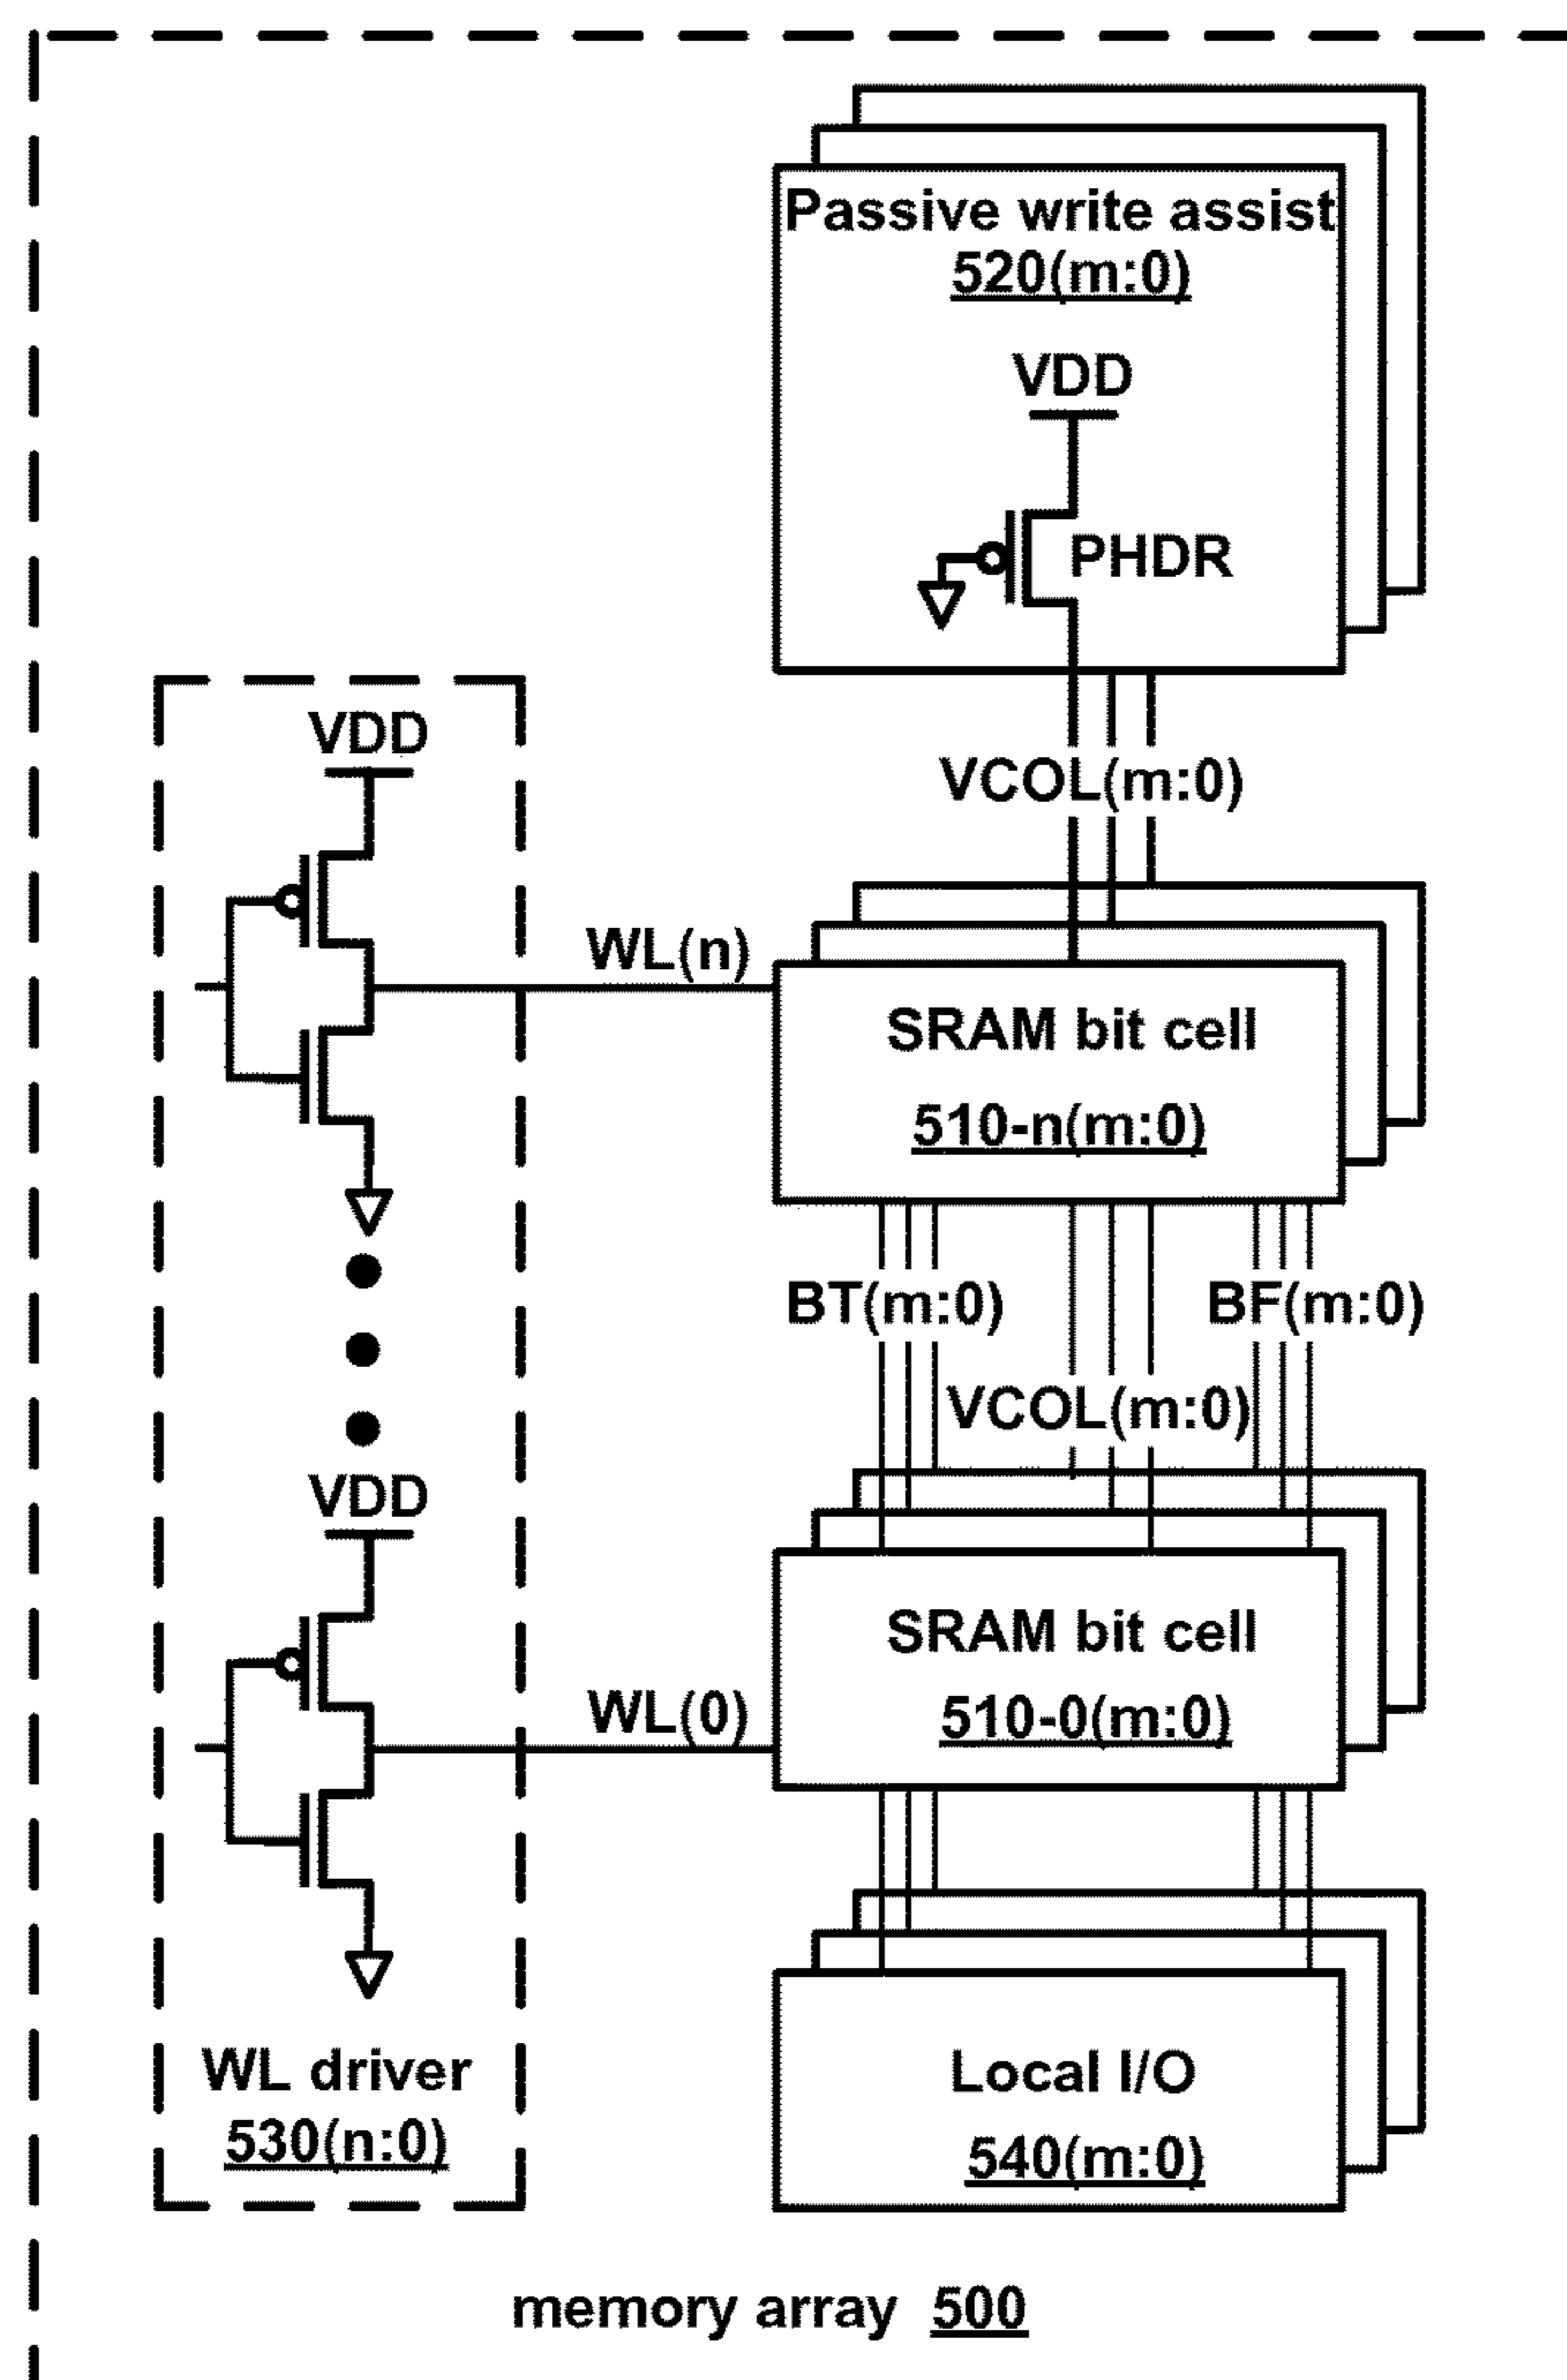 Passive write assist
520(m:0)
VDD
PHDR
VDD
VCOL(m:0)
WL(n)
SRAM bit cell
510-n(m:0)
BT(m:0)
BF(m:0)
VCOL(m:0)
VDD
SRAM bit cell
WL(0)
510-0(m:0)
WL driver
530(n:0)
Local I/O
540(m:0)
memory array 500